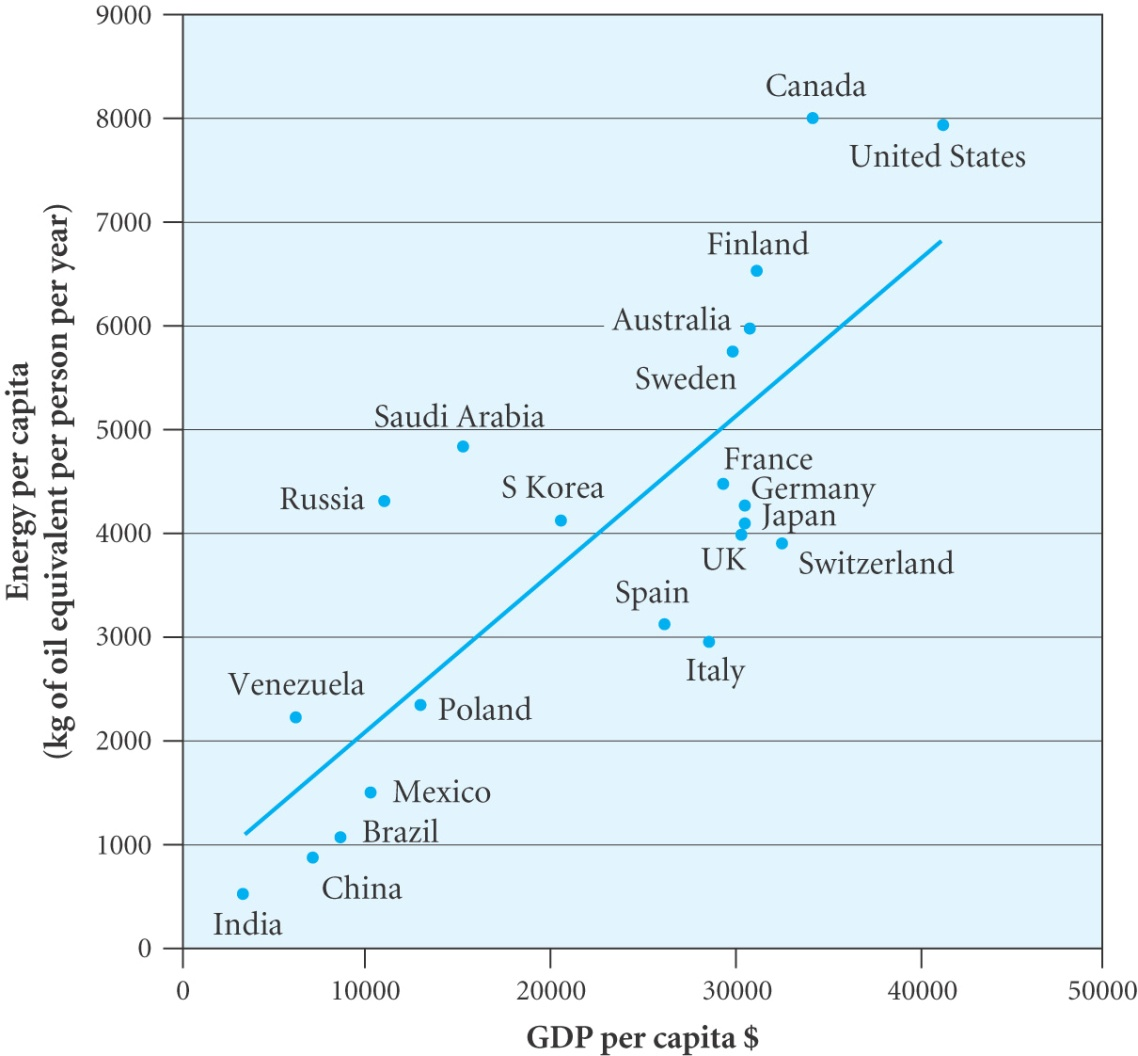 9000
8000
7000
6000
5000
4000
3000
2000
1000
0
Energy per capita
(kg of oil equivalent per person per year)
Canada
United States
Finland
Australia
Sweden
Saudi Arabia
France
S Korea
Germany
Russia
Japan
UK
Switzerland
Spain
Italy
Venezuela
Poland
Mexico
Brazil
China
India
0
10000
20000
30000
40000
50000
GDP per capita $